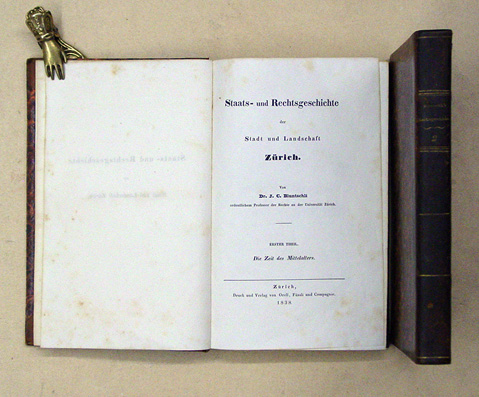 Staats- und Rechtsgeschichte
der
Stadt und Landschaft
Zürich.
Von
Dr. J. C. Bluntschli
ordentlichem Professor der Rechte an der Universität Zürich.
ERSTER THEIL.
Die Zeit des Mittelalters.
Zürich,
Druck und Verlag von Orell, Füssli und Compagnie.
1838
2